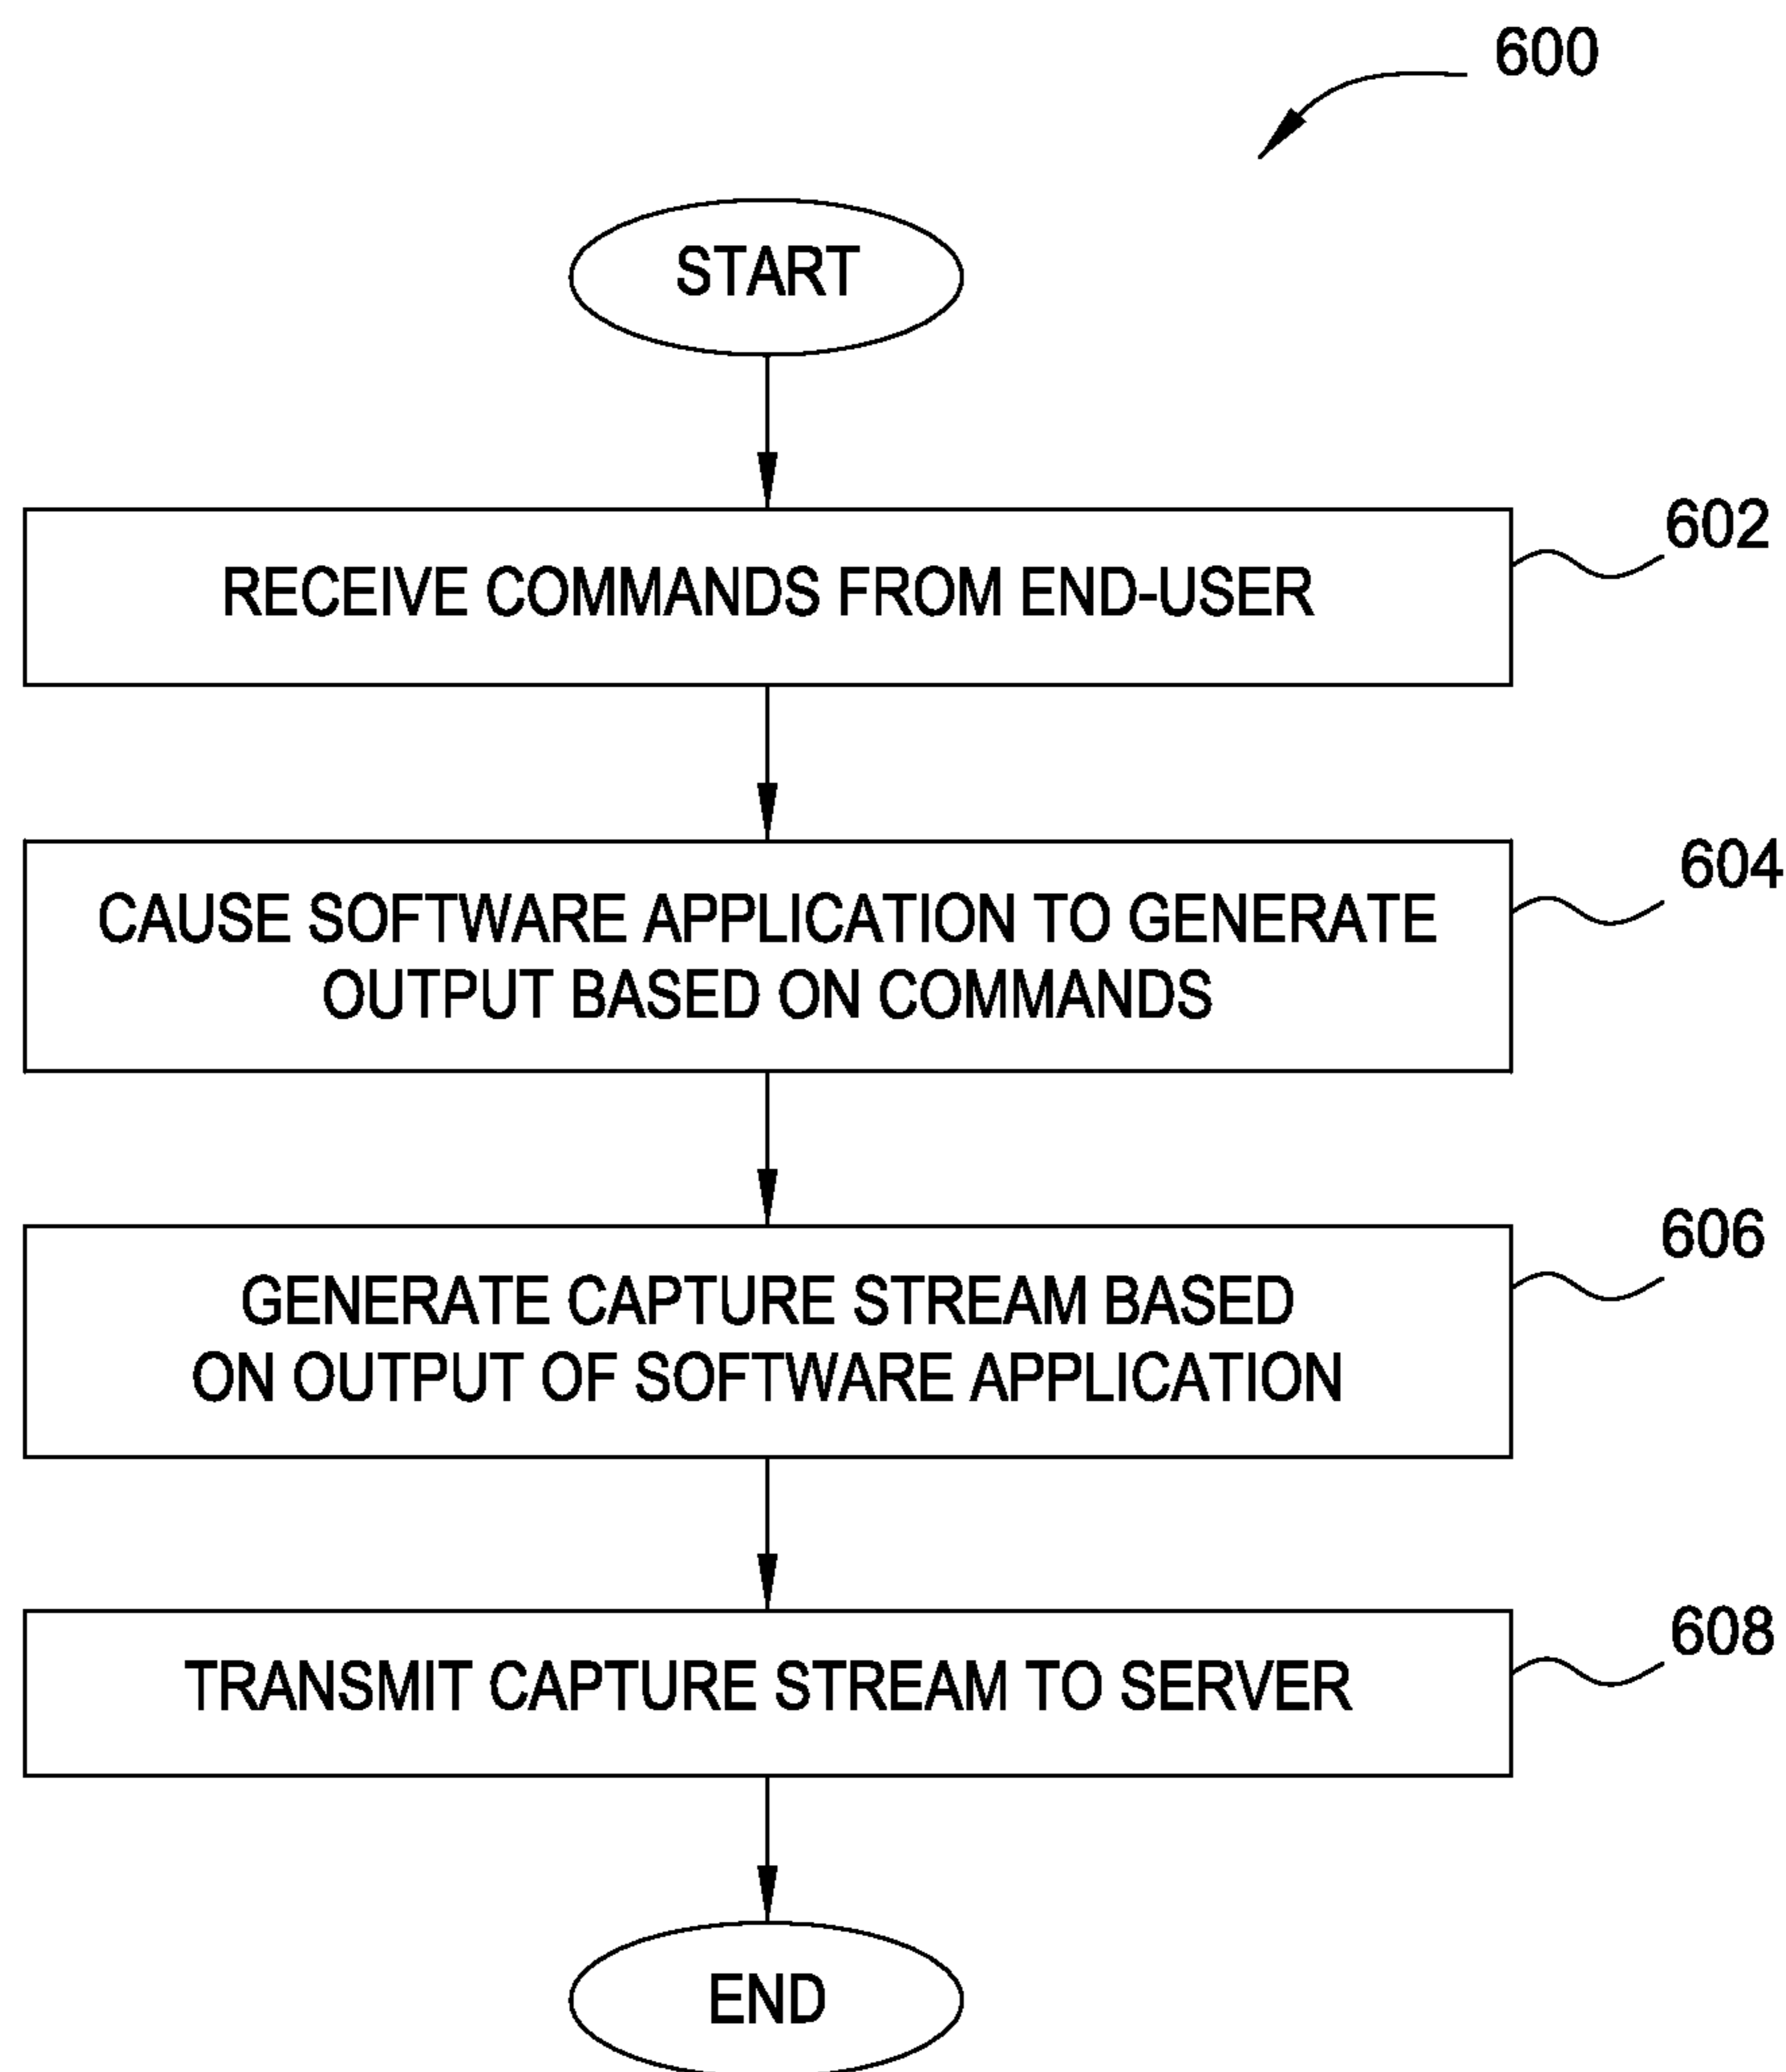 600
START
RECEIVE COMMANDS FROM END-USER
602
CAUSE SOFTWARE APPLICATION TO GENERATE
OUTPUT BASED ON COMMANDS
604
GENERATE CAPTURE STREAM BASED
ON OUTPUT OF SOFTWARE APPLICATION
606
TRANSMIT CAPTURE STREAM TO SERVER
608
END